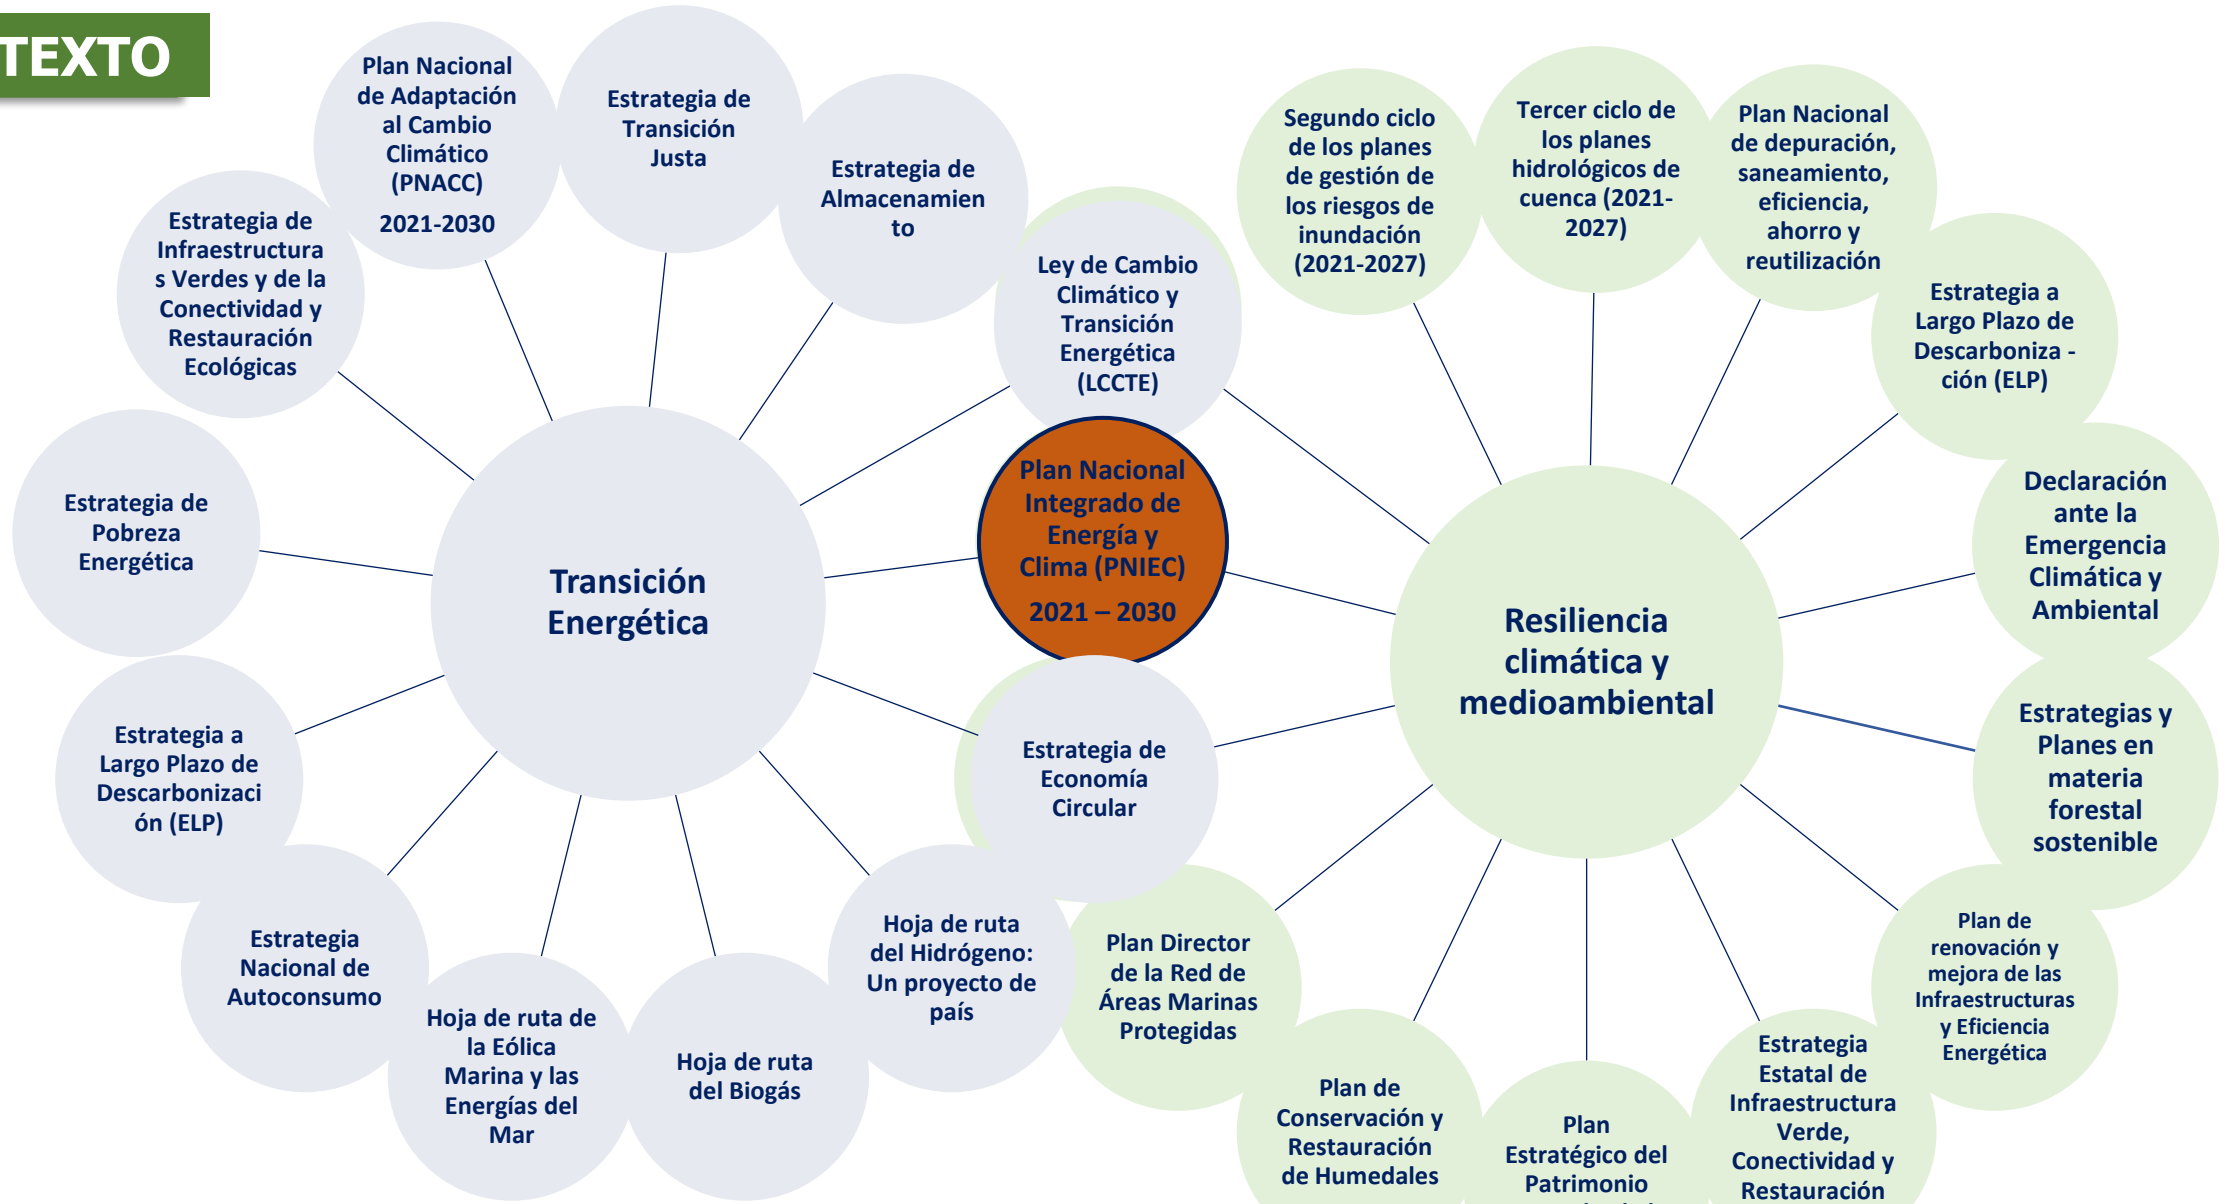 TEXTO
Plan Nacional
de Adaptación
al Cambio
Climático
(PNACC)
2021-2030
Estrategia de
Transición
Justa
Estrategia de
Almacenamien
to
Estrategia de
Infraestructura
s Verdes y de la
Conectividad y
Restauración
Ecológicas
Ley de Cambio
Climático y
Transición
Energética
(LCCTE)
Estrategia de
Pobreza
Energética
Transición
Energética
Plan Nacional
Integrado de
Energía y
Clima (PNIEC)
2021 – 2030
Estrategia a
Largo Plazo de
Descarbonizaci
ón (ELP)
Estrategia de
Economía
Circular
Estrategia
Nacional de
Autoconsumo
Hoja de ruta de
la Eólica
Marina y las
Energías del
Mar
Hoja de ruta
del Biogás
Hoja de ruta
del Hidrógeno:
Un proyecto de
país
Segundo ciclo
de los planes
de gestión de
los riesgos de
inundación
(2021-2027)
Tercer ciclo de
los planes
hidrológicos de
cuenca (2021-
2027)
Plan Nacional
de depuración,
saneamiento,
eficiencia,
ahorro y
reutilización
Estrategia a
Largo Plazo de
Descarboniza -
ción (ELP)
Declaración
ante la
Emergencia
Climática y
Ambiental
Resiliencia
climática y
medioambiental
Estrategias y
Planes en
materia
forestal
sostenible
Plan de
renovación y
mejora de las
Infraestructuras
y Eficiencia
Energética
Estrategia
Estatal de
Infraestructura
Verde,
Conectividad y
Restauración
Plan
Estratégico del
Patrimonio
Plan de
Conservación y
Restauración
de Humedales
Plan Director
de la Red de
Áreas Marinas
Protegidas